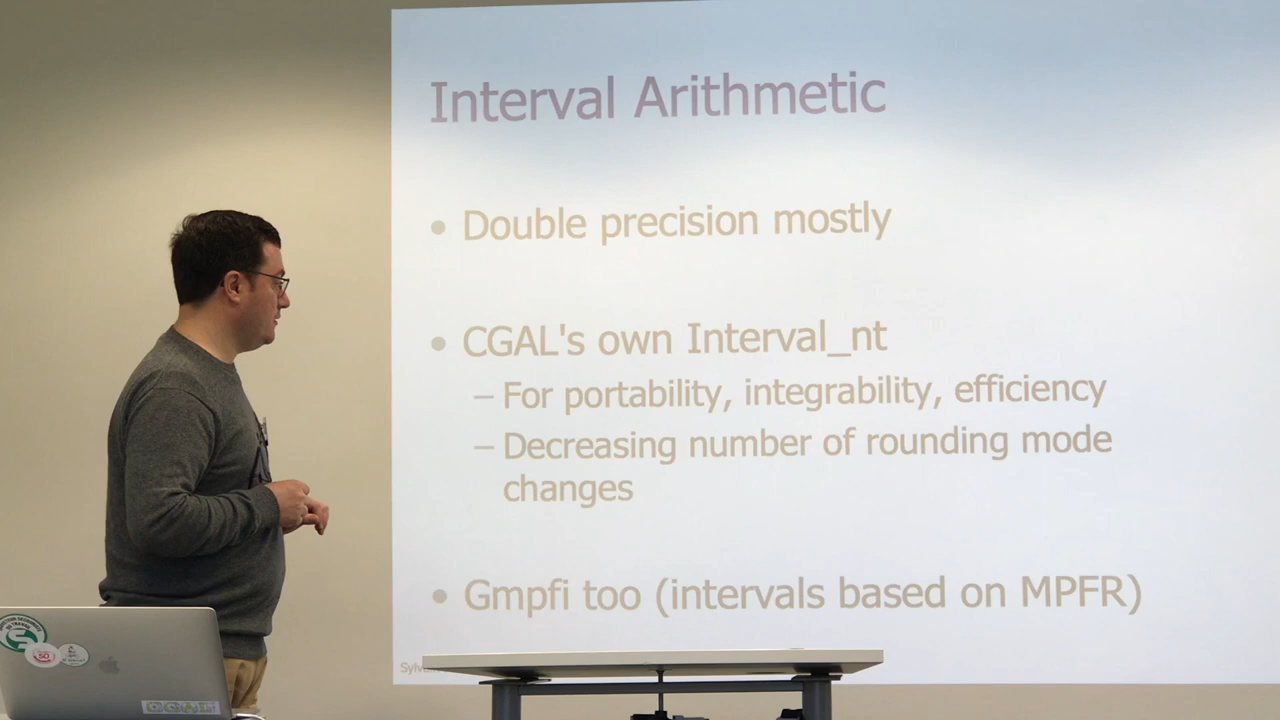 Interval Arithmetic
• Double precision mostly
• CGAL's own Interval_nt
– For portability, integrability, efficiency
– Decreasing number of rounding mode
changes
• Gmpfi too (intervals based on MPFR)